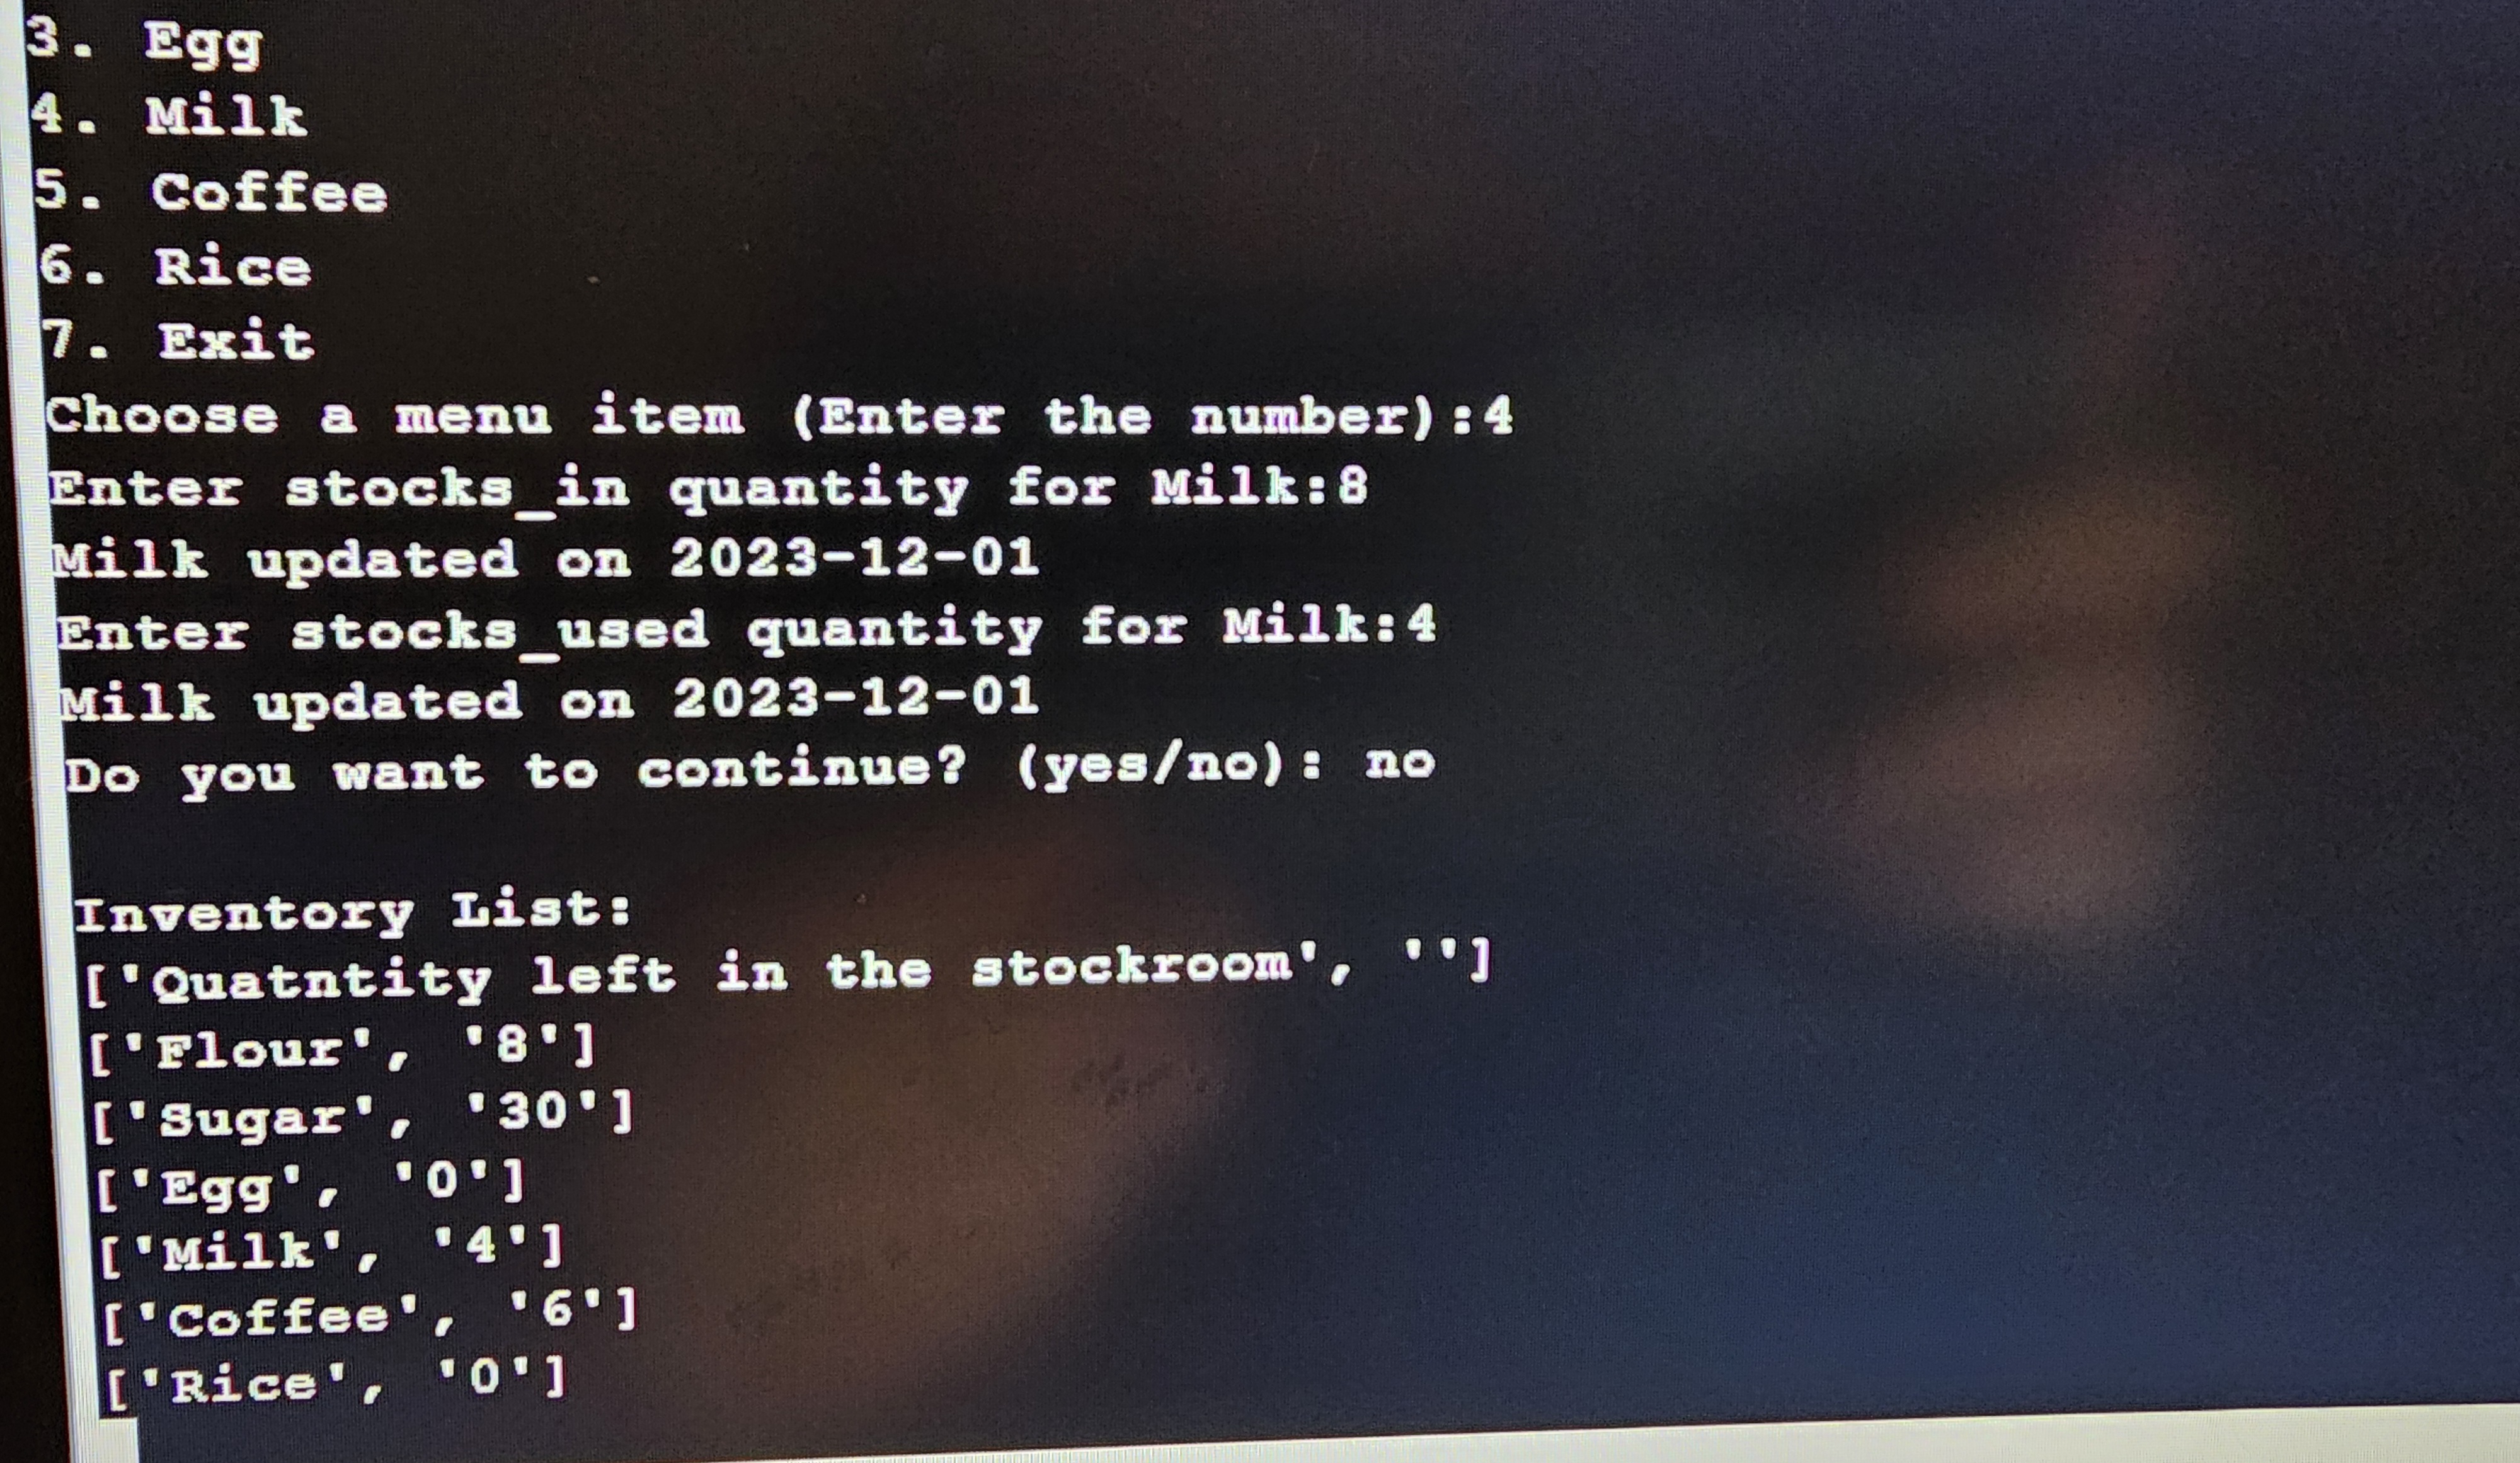 3. Egg
4. Milk
5. Coffee
6. Rice
7. Exit
Choose a menu item (Enter the number):4
Enter stocks_in quantity for Milk:8
Milk updated on 2023-12-01
Enter stocks_used quantity for Milk:4
Milk updated on 2023-12-01
Do you want to continue? (yes/no): no
Inventory List:
['Quatntity left in the stockroom', '']
['Flour', '8']
['Sugar', '30']
['Egg', '0']
['Milk', '4']
['Coffee', '6']
['Rice', '0']